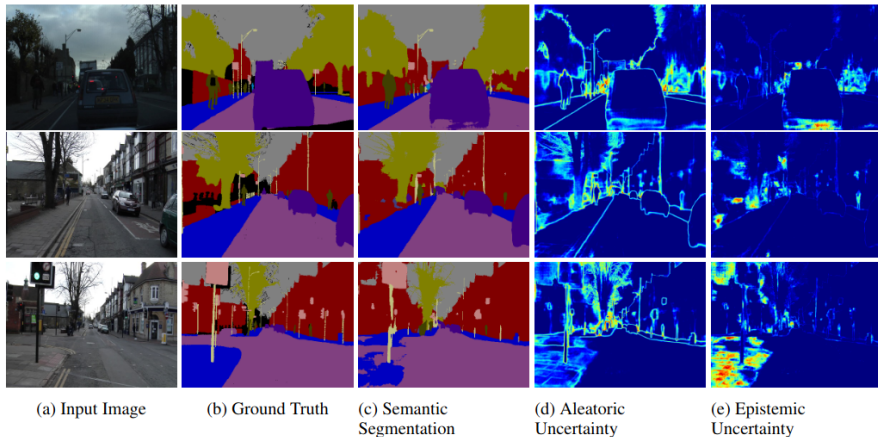 (a) Input Image
(b) Ground Truth
(c) Semantic
Segmentation
(d) Aleatoric
Uncertainty
(e) Epistemic
Uncertainty